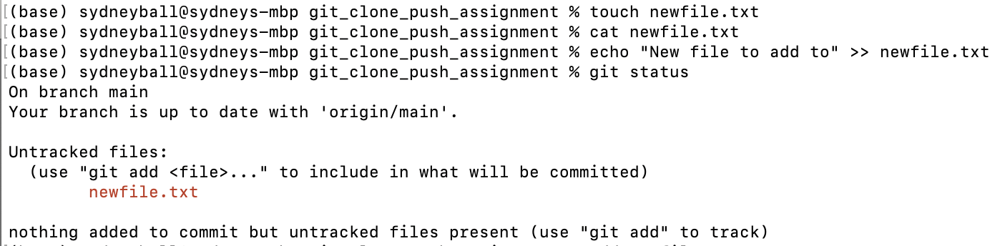 [(base) sydneyball@sydneys-mbp git_clone_push_assignment % touch newfile.txt
[(base) sydneyball@sydneys-mbp git_clone_push_assignment % cat newfile.txt
[(base) sydneyball@sydneys-mbp git_clone_push_assignment % echo "New file to add to" >> newfile.txt
[(base) sydneyball@sydneys-mbp git_clone_push_assignment % git status
On branch main
Your branch is up to date with 'origin/main'.
Untracked files:
(use "git add <file>..." to include in what will be committed)
newfile.txt
nothing added to commit but untracked files present (use "git add" to track)